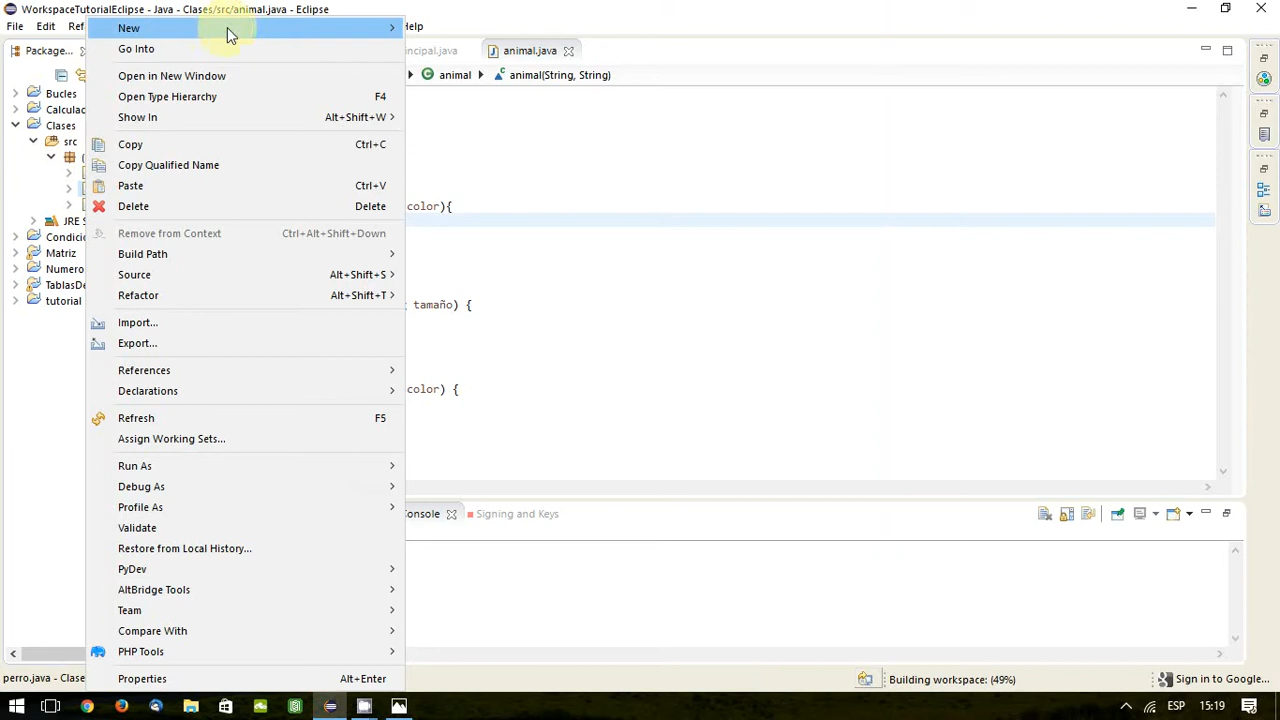 WorkspaceTutorialEclipse - Java - Clases/src/animal.java - Eclipse
File Edit Ref elp
Package...
ncipal.java animal.java
animal animal(String, String)
Bucles
Calculac
Clases
src
JRE S
Condici
Matriz
Numero
TablasDe
tutorial
New
Go Into
Open in New Window
Open Type Hierarchy F4
Show In Alt+Shift+W
Copy Ctrl+C
Copy Qualified Name
Paste Ctrl+V
Delete Delete
Remove from Context Ctrl+Alt+Shift+Down
Build Path
Source Alt+Shift+S
Refactor Alt+Shift+T
Import...
Export...
References
Declarations
Refresh F5
Assign Working Sets...
Run As
Debug As
Profile As
Validate
Restore from Local History...
PyDev
AltBridge Tools
Team
Compare With
PHP Tools
Properties Alt+Enter
color){
tamaño) {
color) {
Console Signing and Keys
perro.java - Clase
Building workspace: (49%)
Sign in to Google...
ESP 15:19